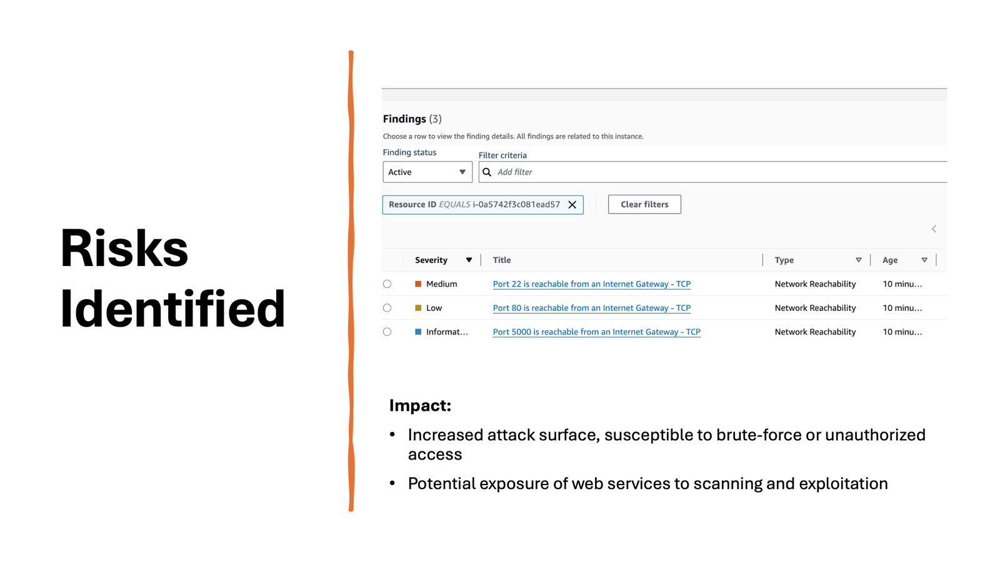 Risks
Identified
Findings (3)
Choose a row to view the finding details. All findings are related to this instance.
Finding status
Filter criteria
Active
Add filter
Resource ID EQUALS i-0a5742f3c081ead57
Clear filters
Severity Title Type Age
Medium Port 22 is reachable from an Internet Gateway - TCP Network Reachability 10 minu...
Low Port 80 is reachable from an Internet Gateway - TCP Network Reachability 10 minu...
Informat... Port 5000 is reachable from an Internet Gateway - TCP Network Reachability 10 minu...
Impact:
• Increased attack surface, susceptible to brute-force or unauthorized
access
• Potential exposure of web services to scanning and exploitation